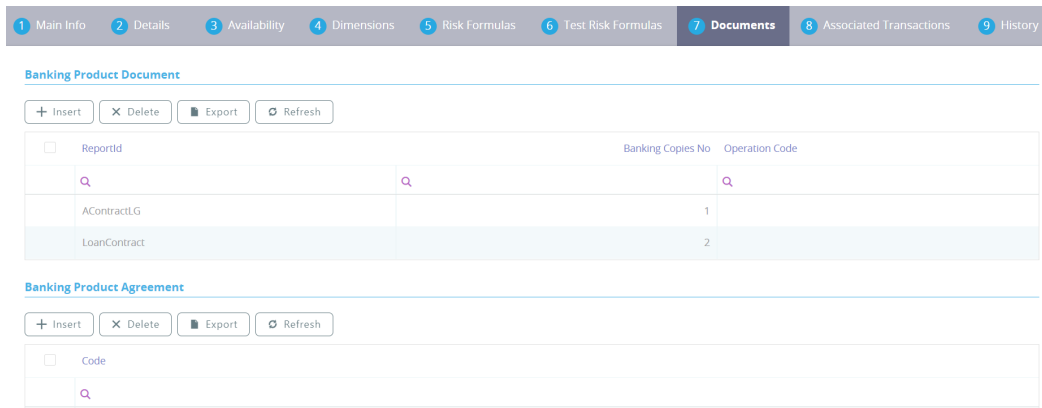 1 Main Info 2 Details 3 Availability 4 Dimensions 5 Risk Formulas 6 Test Risk Formulas 7 Documents 8 Associated Transactions 9 History
Banking Product Document
Insert Delete Export Refresh
ReportId Banking Copies No Operation Code
AContractLG 1
LoanContract 2
Banking Product Agreement
Insert Delete Export Refresh
Code